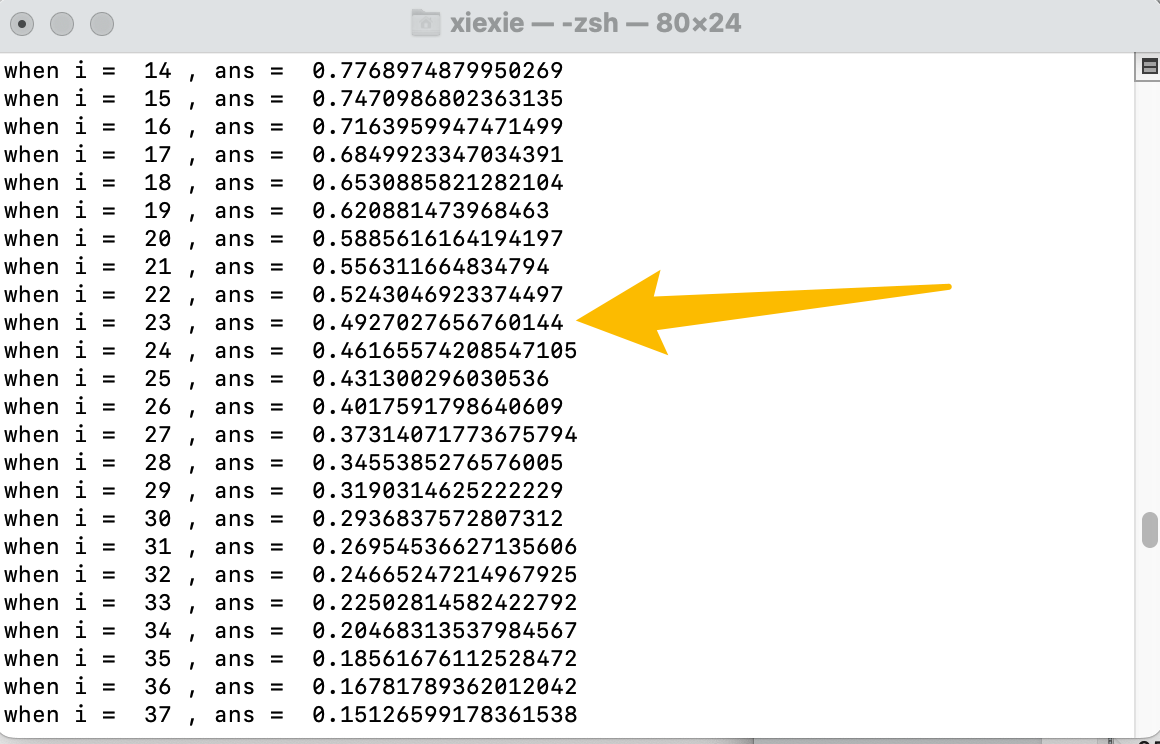 xiexie — -zsh — 80×24
when i =  14 , ans =  0.7768974879950269
when i =  15 , ans =  0.7470986802363135
when i =  16 , ans =  0.7163959947471499
when i =  17 , ans =  0.6849923347034391
when i =  18 , ans =  0.6530885821282104
when i =  19 , ans =  0.620881473968463
when i =  20 , ans =  0.5885616164194197
when i =  21 , ans =  0.556311664834794
when i =  22 , ans =  0.5243046923374497
when i =  23 , ans =  0.4927027656760144
when i =  24 , ans =  0.46165574208547105
when i =  25 , ans =  0.431300296030536
when i =  26 , ans =  0.4017591798640609
when i =  27 , ans =  0.37314071773675794
when i =  28 , ans =  0.3455385276576005
when i =  29 , ans =  0.3190314625222229
when i =  30 , ans =  0.2936837572807312
when i =  31 , ans =  0.26954536627135606
when i =  32 , ans =  0.24665247214967925
when i =  33 , ans =  0.22502814582422792
when i =  34 , ans =  0.20468313537984567
when i =  35 , ans =  0.18561676112528472
when i =  36 , ans =  0.16781789362012042
when i =  37 , ans =  0.15126599178361538